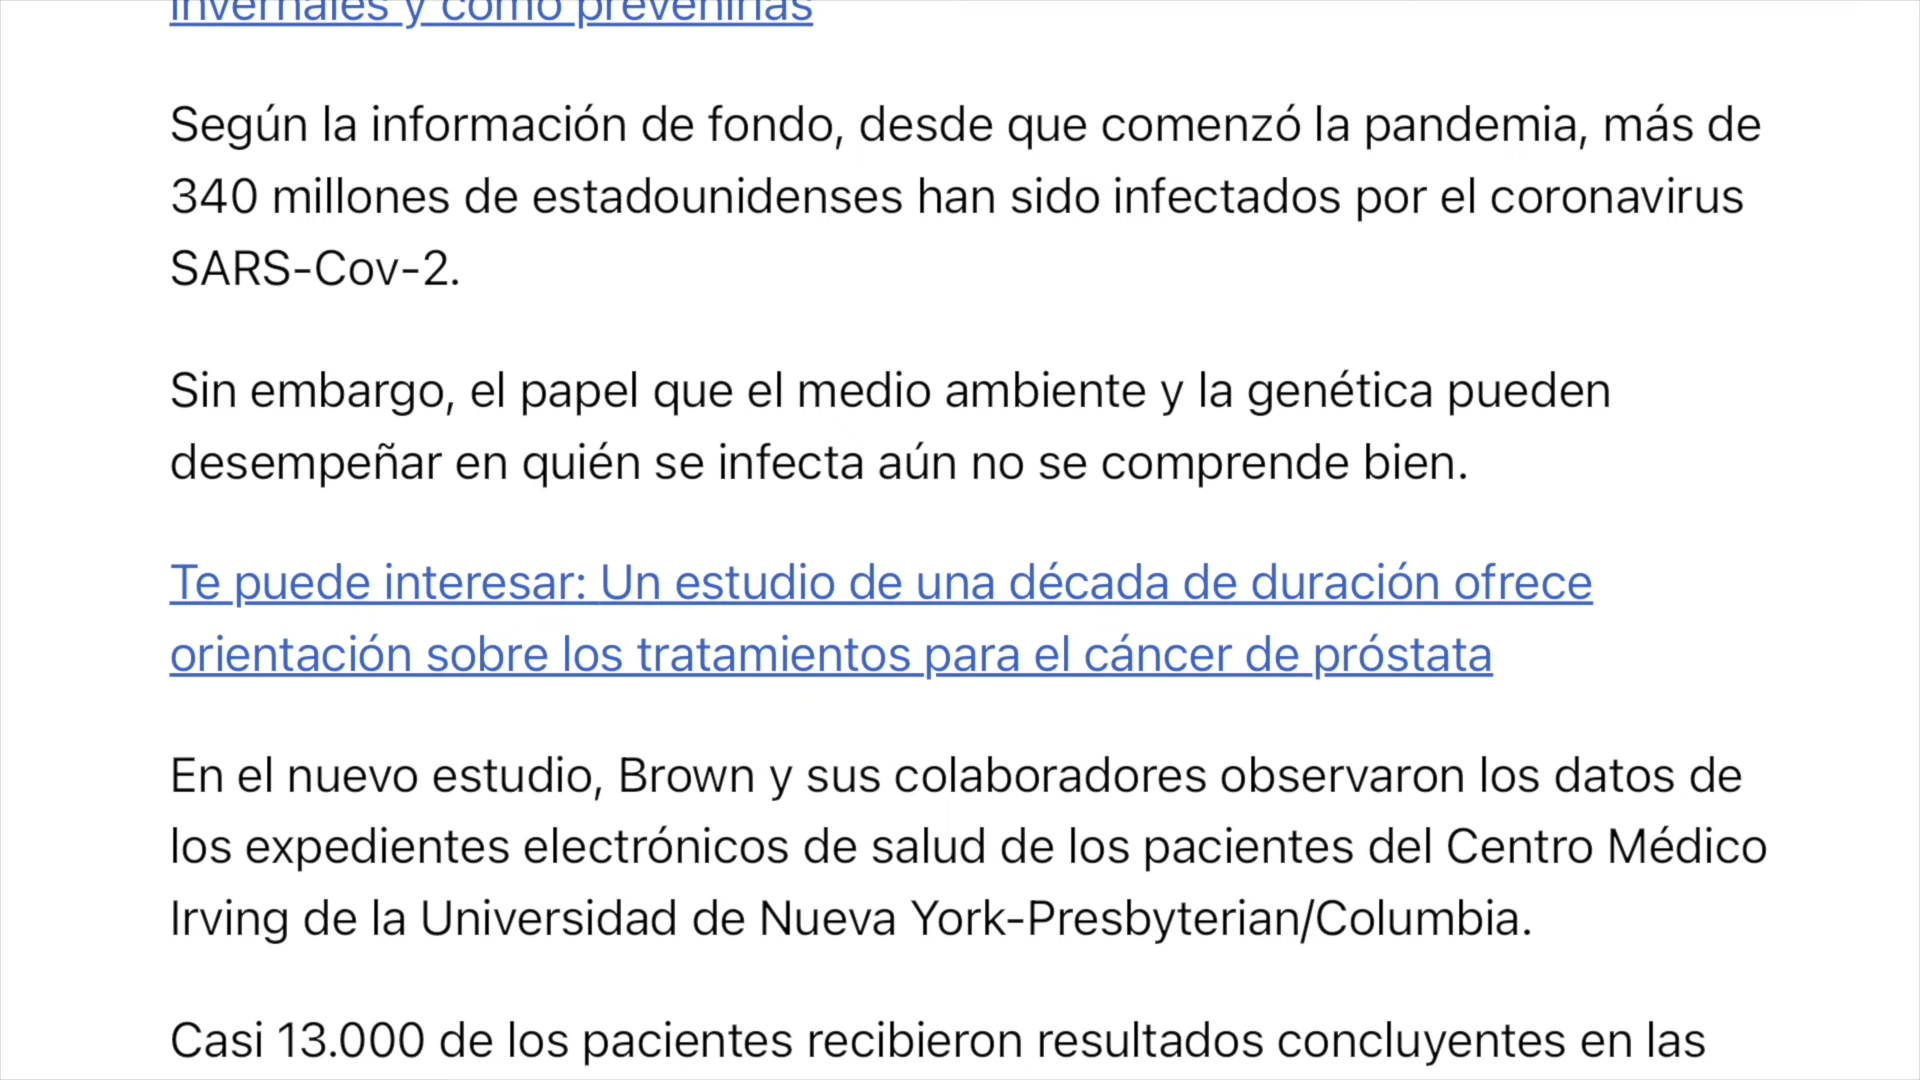 invernales y cómo prevenirlas
Según la información de fondo, desde que comenzó la pandemia, más de
340 millones de estadounidenses han sido infectados por el coronavirus
SARS-Cov-2.
Sin embargo, el papel que el medio ambiente y la genética pueden
desempeñar en quién se infecta aún no se comprende bien.
Te puede interesar: Un estudio de una década de duración ofrece
orientación sobre los tratamientos para el cáncer de próstata
En el nuevo estudio, Brown y sus colaboradores observaron los datos de
los expedientes electrónicos de salud de los pacientes del Centro Médico
Irving de la Universidad de Nueva York-Presbyterian/Columbia.
Casi 13.000 de los pacientes recibieron resultados concluyentes en las